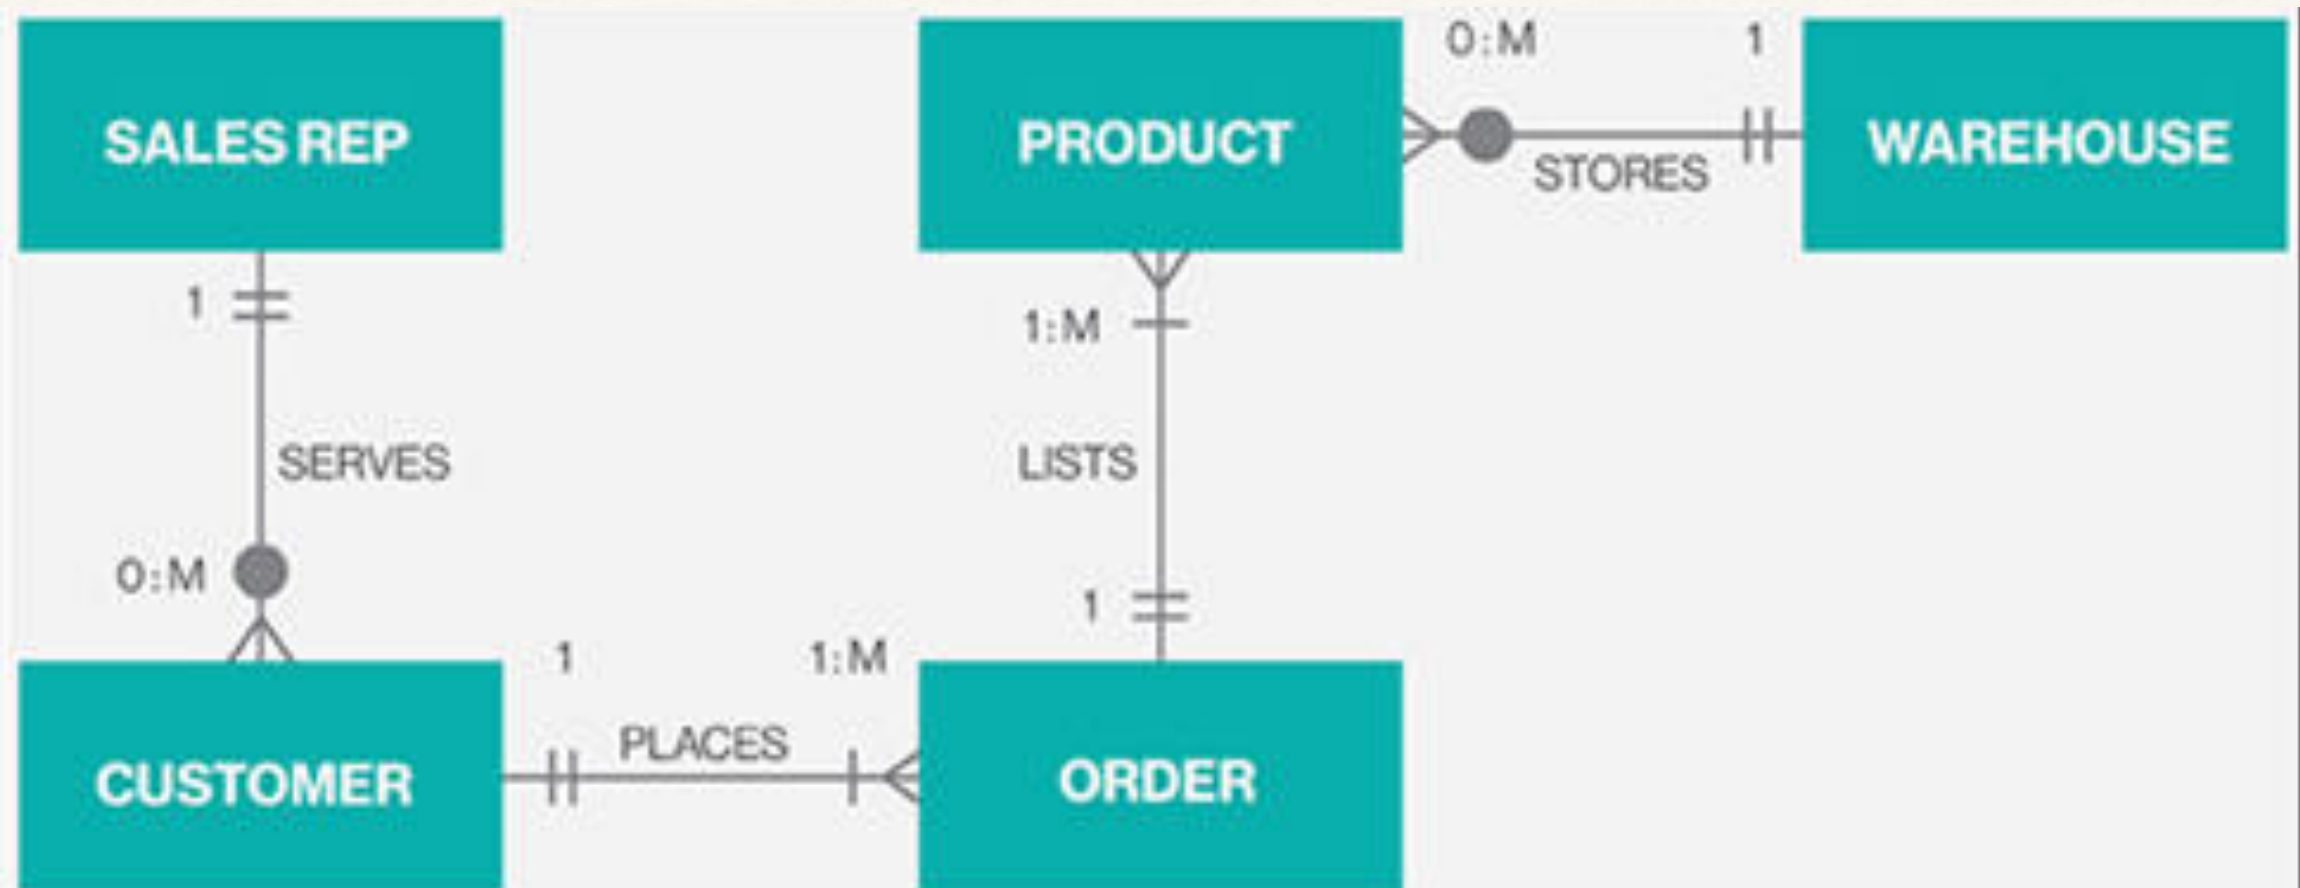 SALES REP
PRODUCT
0:M
1
WAREHOUSE
STORES
1
1:M
SERVES
LISTS
0:M
1
1
1:M
PLACES
CUSTOMER
ORDER